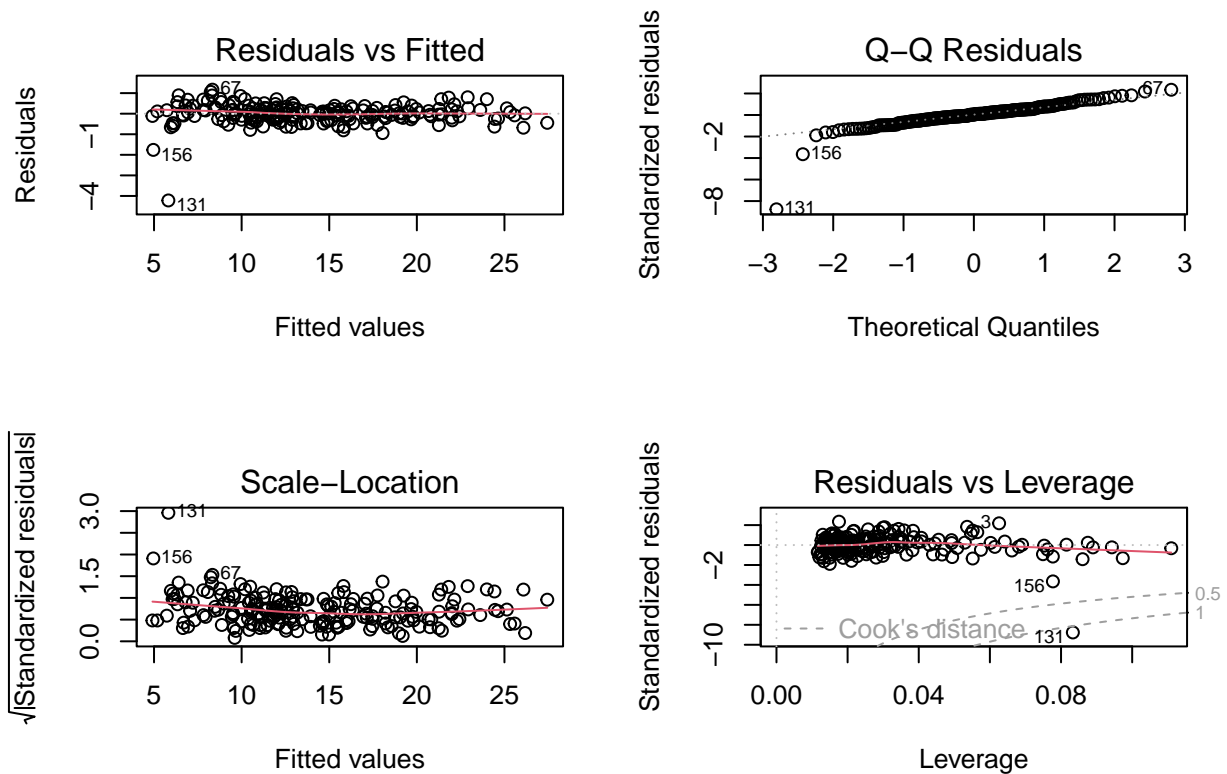 Residuals vs Fitted
Residuals
−1
−4
67
156
131
5 10 15 20 25
Fitted values
Q−Q Residuals
Standardized residuals
−2
−8
67
156
131
−3 −2 −1 0 1 2 3
Theoretical Quantiles
Scale−Location
√|Standardized residuals|
3.0
1.5
0.0
131
156
67
5 10 15 20 25
Fitted values
Residuals vs Leverage
Standardized residuals
−2
−10
3
156
131
0.5
1
Cook's distance
0.00 0.04 0.08
Leverage